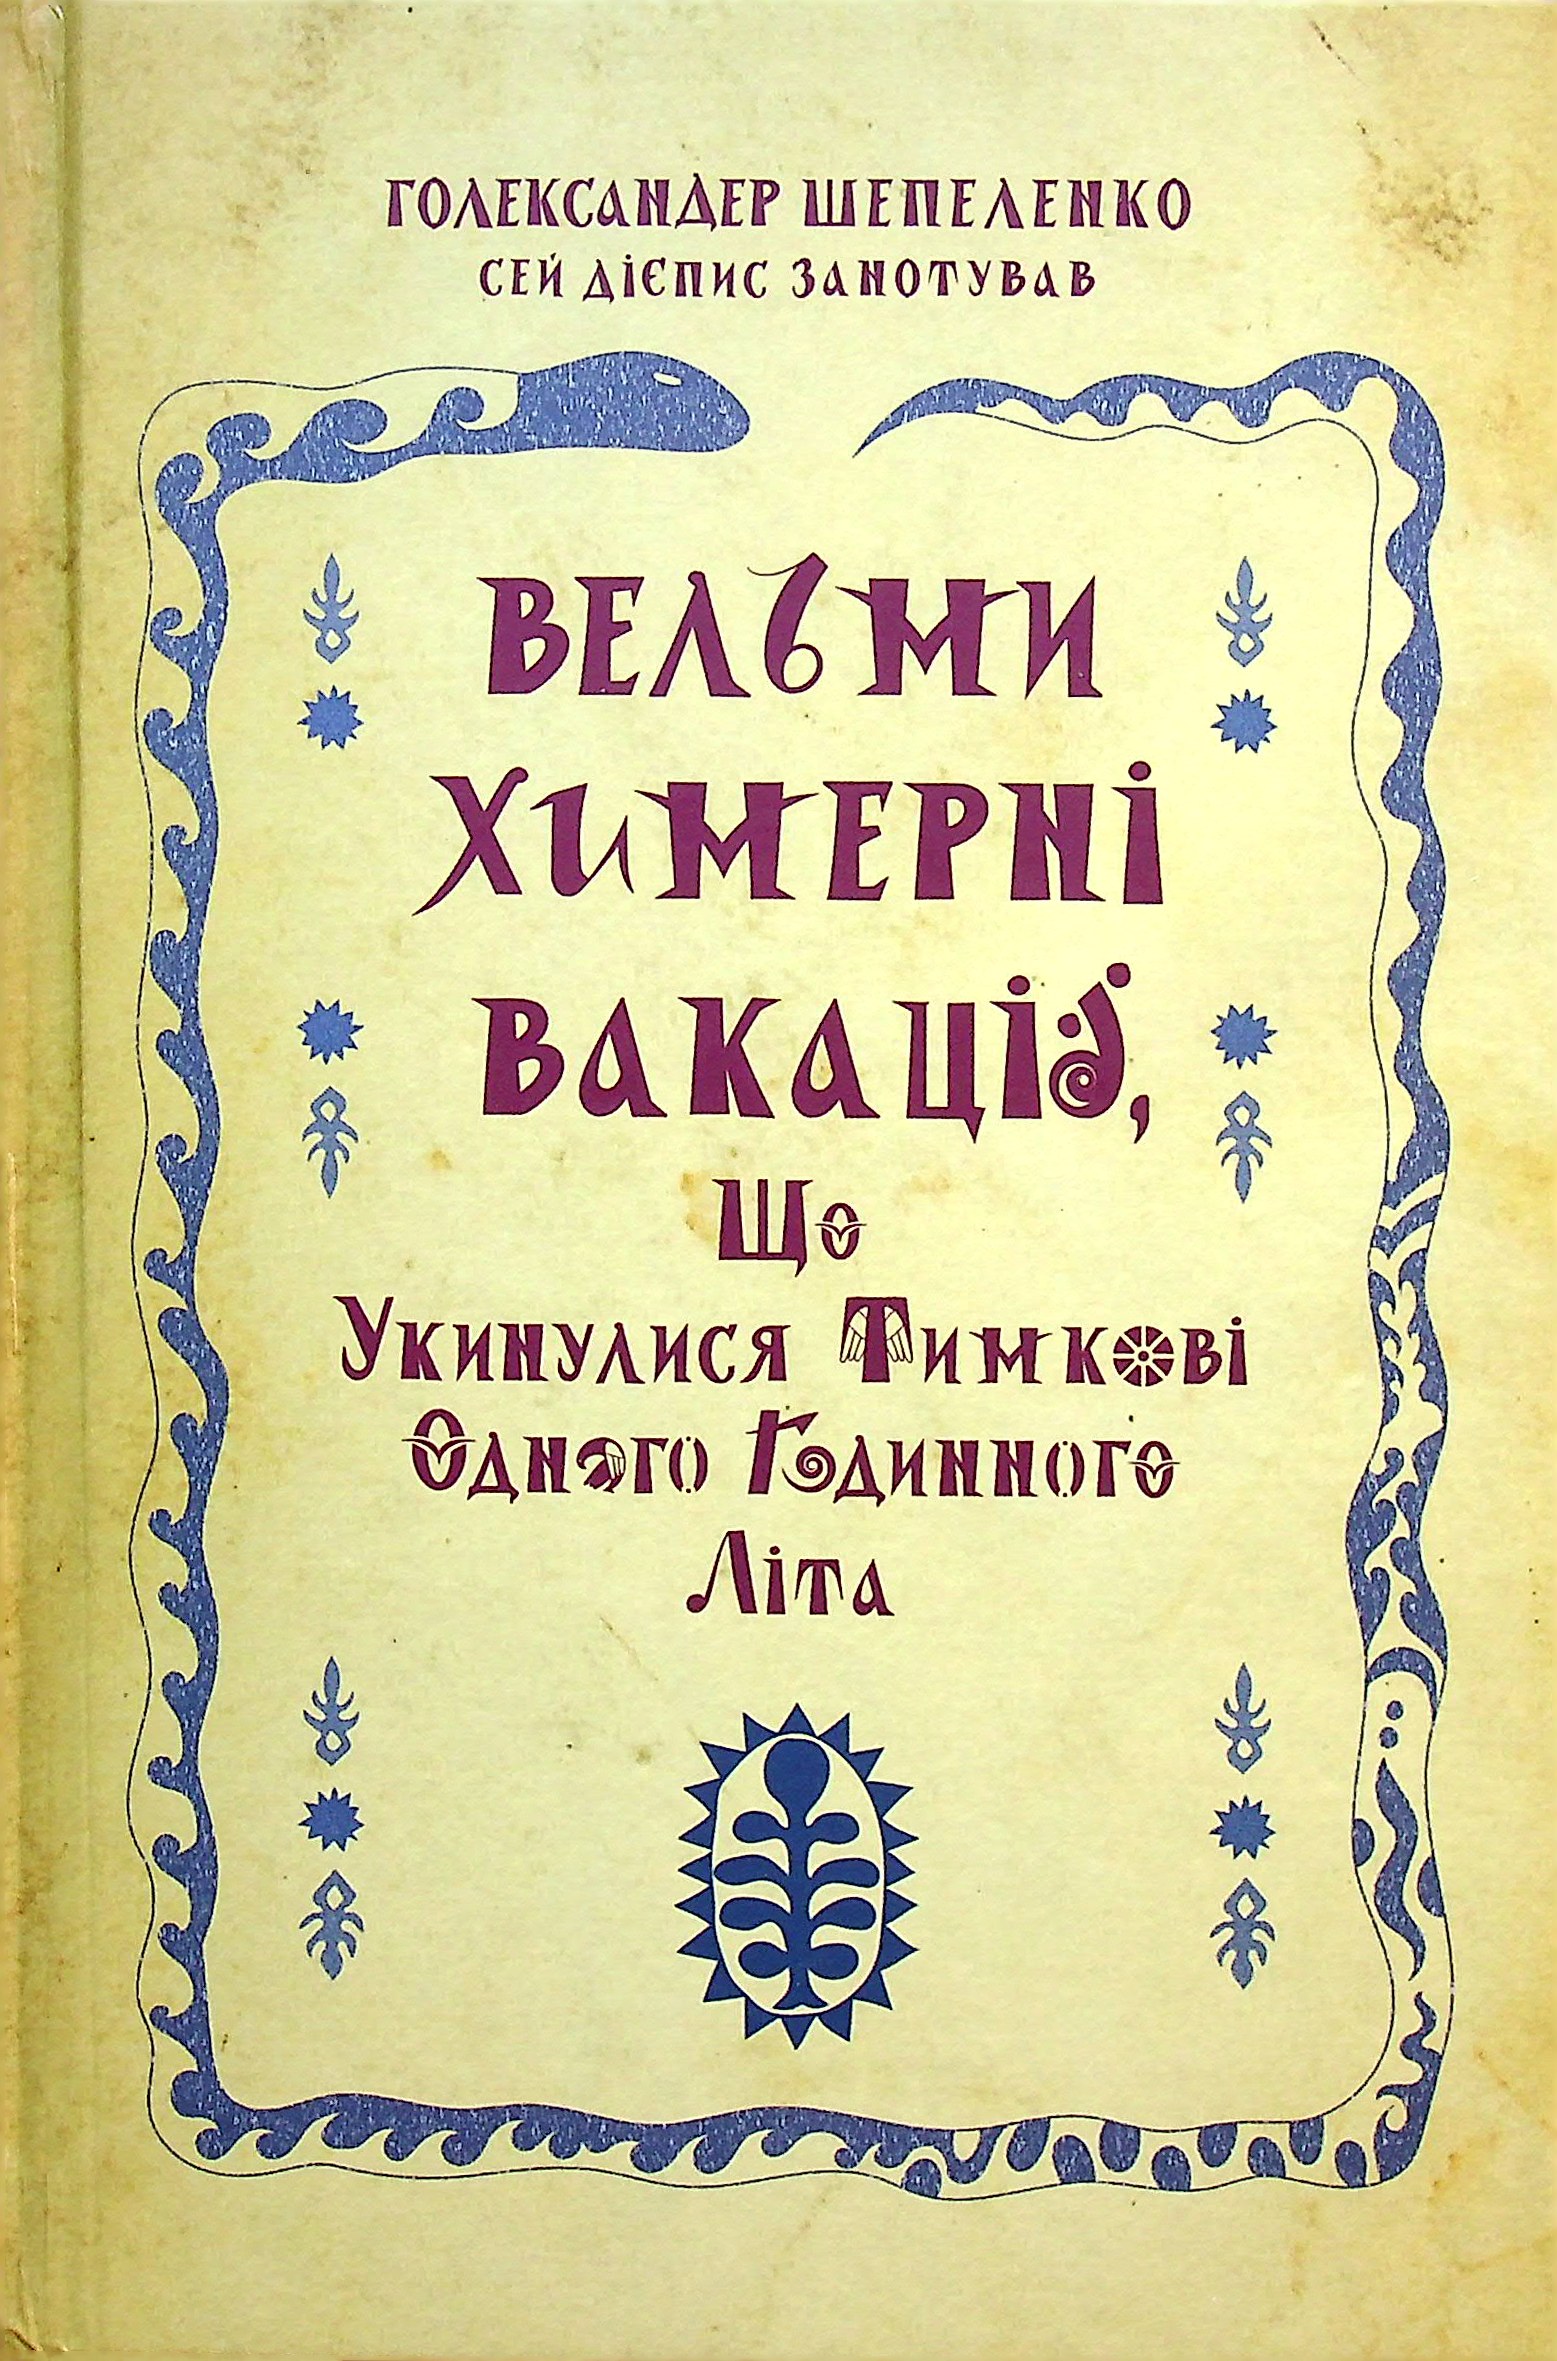 ГОЛЕКСАНДЕР ШЕПЕЛЕНКО
СЕЙ ДІЄПИС ЗАНОТУВАВ
ВЕЛЬМИ
ХИМЕРНІ
ВАКАЦІЇ,
Що
Укинулися Тимкові
Одного Годинного
Літа